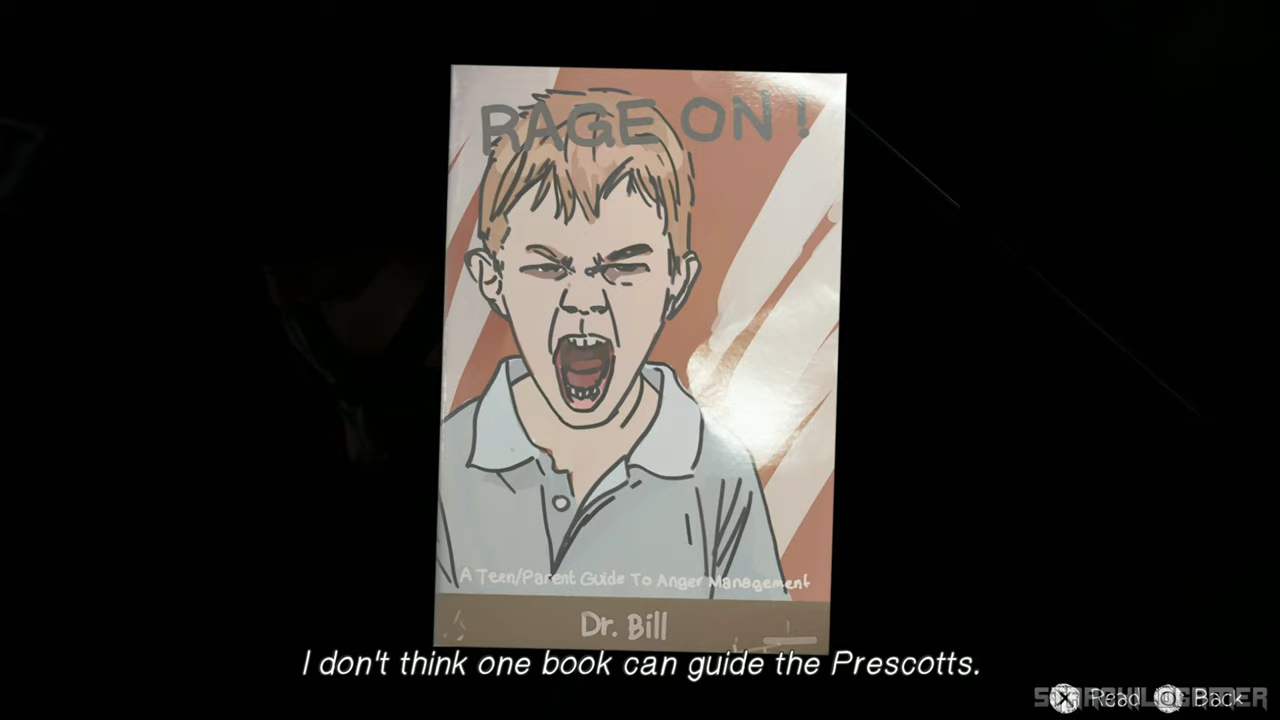 RAGE ON!
A Teen/Parent Guide To Anger Management
Dr. Bill
I don't think one book can guide the Prescotts.
X Read Back